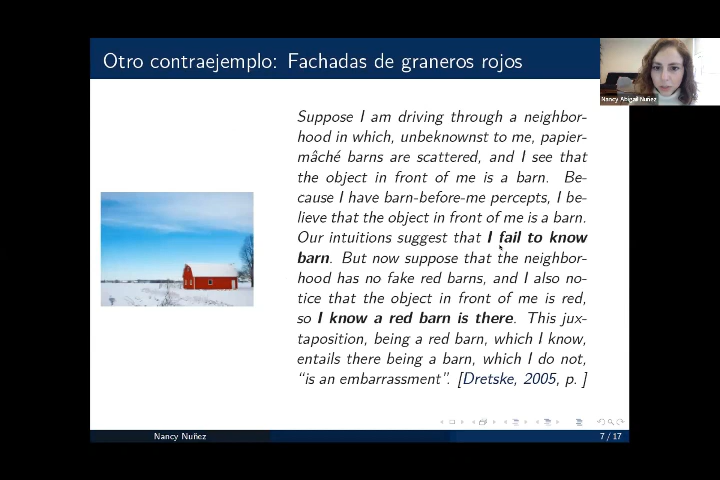 Otro contraejemplo: Fachadas de graneros rojos
Nancy Abigail Nuñez
Suppose I am driving through a neighbor-
hood in which, unbeknownst to me, papier-
mâché barns are scattered, and I see that
the object in front of me is a barn. Be-
cause I have barn-before-me percepts, I be-
lieve that the object in front of me is a barn.
Our intuitions suggest that I fail to know
barn. But now suppose that the neighbor-
hood has no fake red barns, and I also no-
tice that the object in front of me is red,
so I know a red barn is there. This jux-
taposition, being a red barn, which I know,
entails there being a barn, which I do not,
“is an embarrassment”. [Dretske, 2005, p. ]
Nancy Nuñez
7 / 17